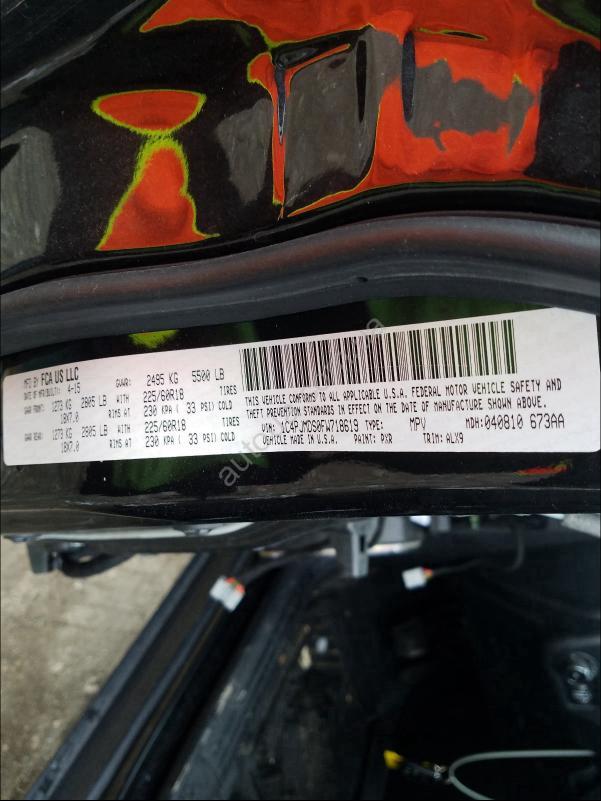 MFD BY FCA US LLC
DATE OF MFR(BUILT): 4-15 GVWR: 2495 KG 5500 LB
GAWR FRONT: 1273 KG 2805 LB WITH 225/60R18 TIRES
18X7.0 RIMS AT 230 KPA ( 33 PSI) COLD
GAWR REAR: 1273 KG 2805 LB WITH 225/60R18 TIRES
18X7.0 RIMS AT 230 KPA ( 33 PSI) COLD
THIS VEHICLE CONFORMS TO ALL APPLICABLE U.S.A. FEDERAL MOTOR VEHICLE SAFETY AND
THEFT PREVENTION STANDARDS IN EFFECT ON THE DATE OF MANUFACTURE SHOWN ABOVE.
VIN: 1C4PJMDS0FW718619 TYPE: MPV MDH: 040810 673AA
VEHICLE MADE IN U.S.A. PAINT: PXR TRIM: ALX9